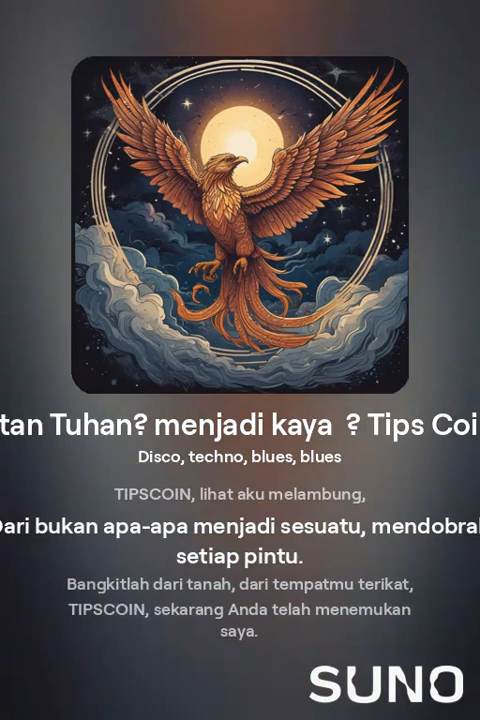 tan Tuhan? menjadi kaya ? Tips Coi
Disco, techno, blues, blues
TIPSCOIN, lihat aku melambung,
Dari bukan apa-apa menjadi sesuatu, mendobrak
setiap pintu.
Bangkitlah dari tanah, dari tempatmu terikat,
TIPSCOIN, sekarang Anda telah menemukan
saya.
SUNO